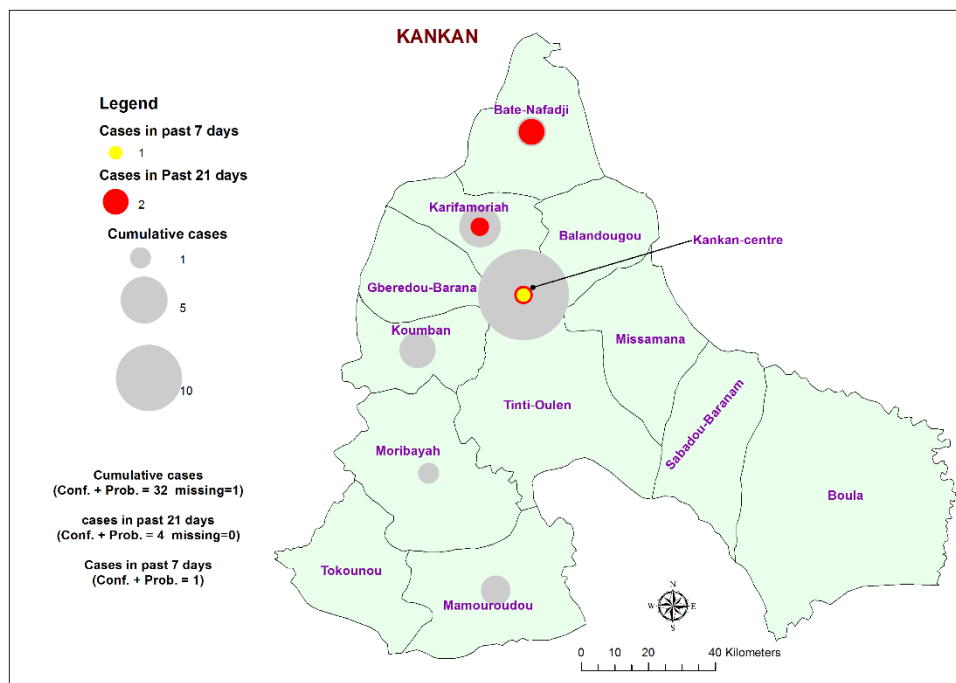 KANKAN
Legend
Cases in past 7 days
1
Cases in Past 21 days
2
Cumulative cases
1
5
10
Cumulative cases
(Conf. + Prob. = 32 missing=1)
cases in past 21 days
(Conf. + Prob. = 4 missing=0)
Cases in past 7 days
(Conf. + Prob. = 1)
Bate-Nafadji
Karifamoriah
Balandougou
Kankan-centre
Gberedou-Barana
Koumban
Missamana
Tinti-Oulen
Sabadou-Baranam
Moribayah
Boula
Tokounou
Mamouroudou
N
W E
S
0 10 20 40 Kilometers